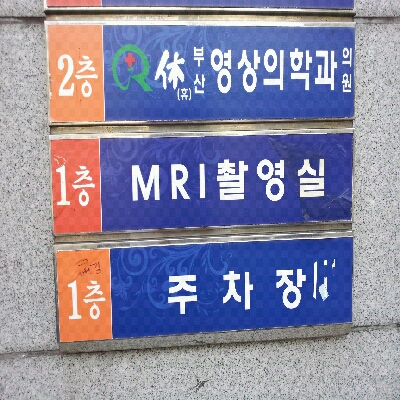 2층 休(휴) 부산 영상의학과 의원
1층 MRI촬영실
1층 주차장